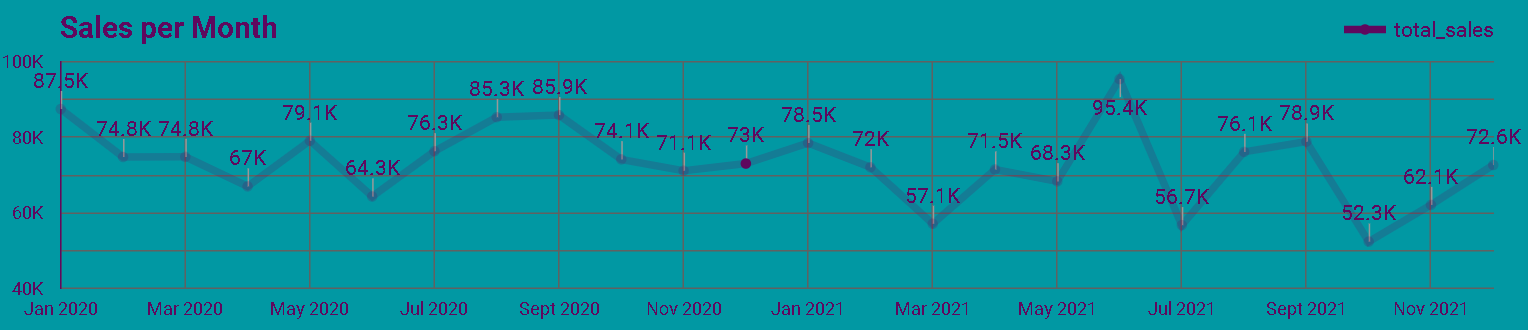 Sales per Month
total_sales
100K
80K
60K
40K
87.5K
74.8K
74.8K
67K
79.1K
64.3K
76.3K
85.3K
85.9K
74.1K
71.1K
73K
78.5K
72K
57.1K
71.5K
68.3K
95.4K
56.7K
76.1K
78.9K
52.3K
62.1K
72.6K
Jan 2020
Mar 2020
May 2020
Jul 2020
Sept 2020
Nov 2020
Jan 2021
Mar 2021
May 2021
Jul 2021
Sept 2021
Nov 2021